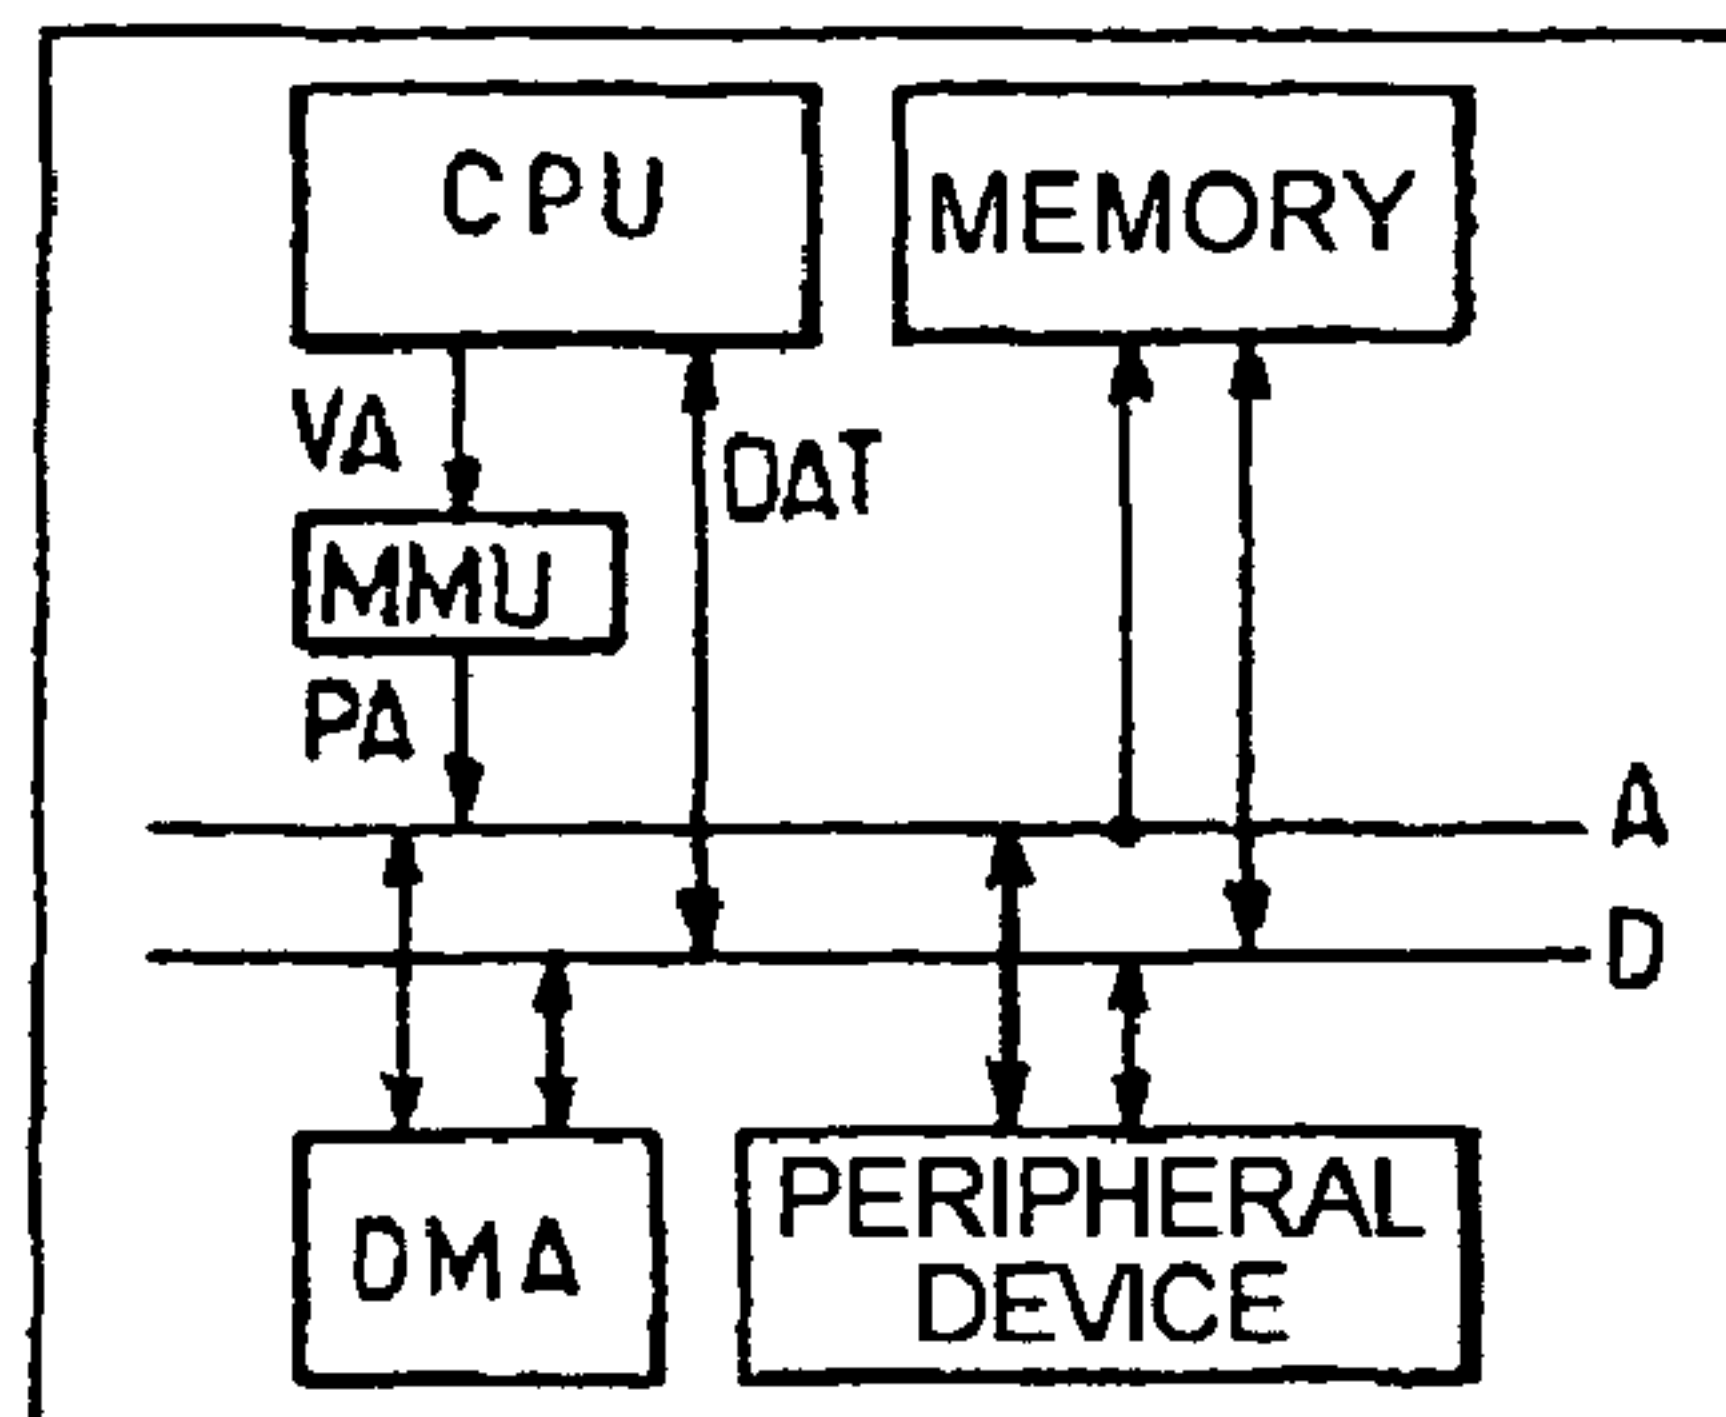 CPU
MEMORY
VA
DAT
MMU
PA
A
D
DMA
PERIPHERAL
DEVICE